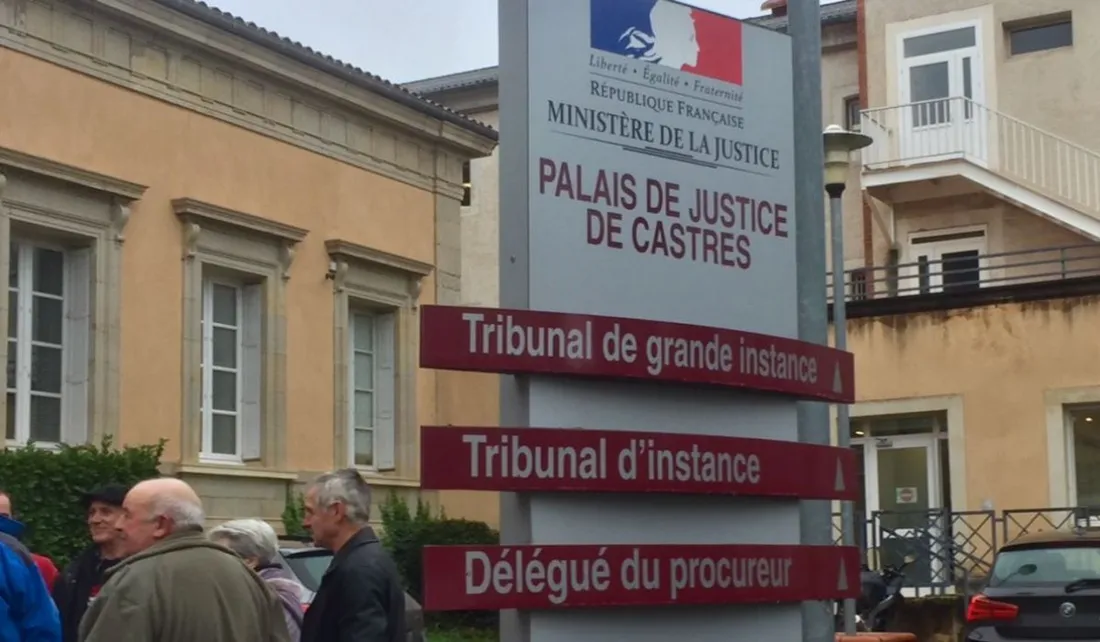 Liberté • Égalité • Fraternité
RÉPUBLIQUE FRANÇAISE
MINISTÈRE DE LA JUSTICE
PALAIS DE JUSTICE
DE CASTRES
Tribunal de grande instance
Tribunal d'instance
Délégué du procureur